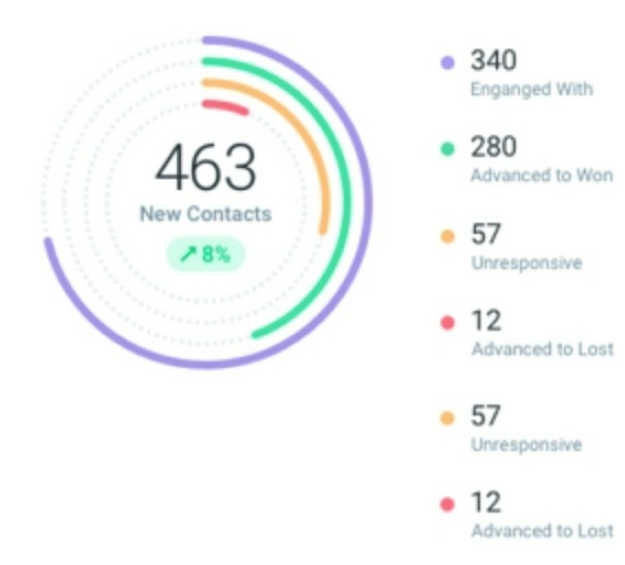 463
New Contacts
↗ 8%
340
Enganged With
280
Advanced to Won
57
Unresponsive
12
Advanced to Lost
57
Unresponsive
12
Advanced to Lost